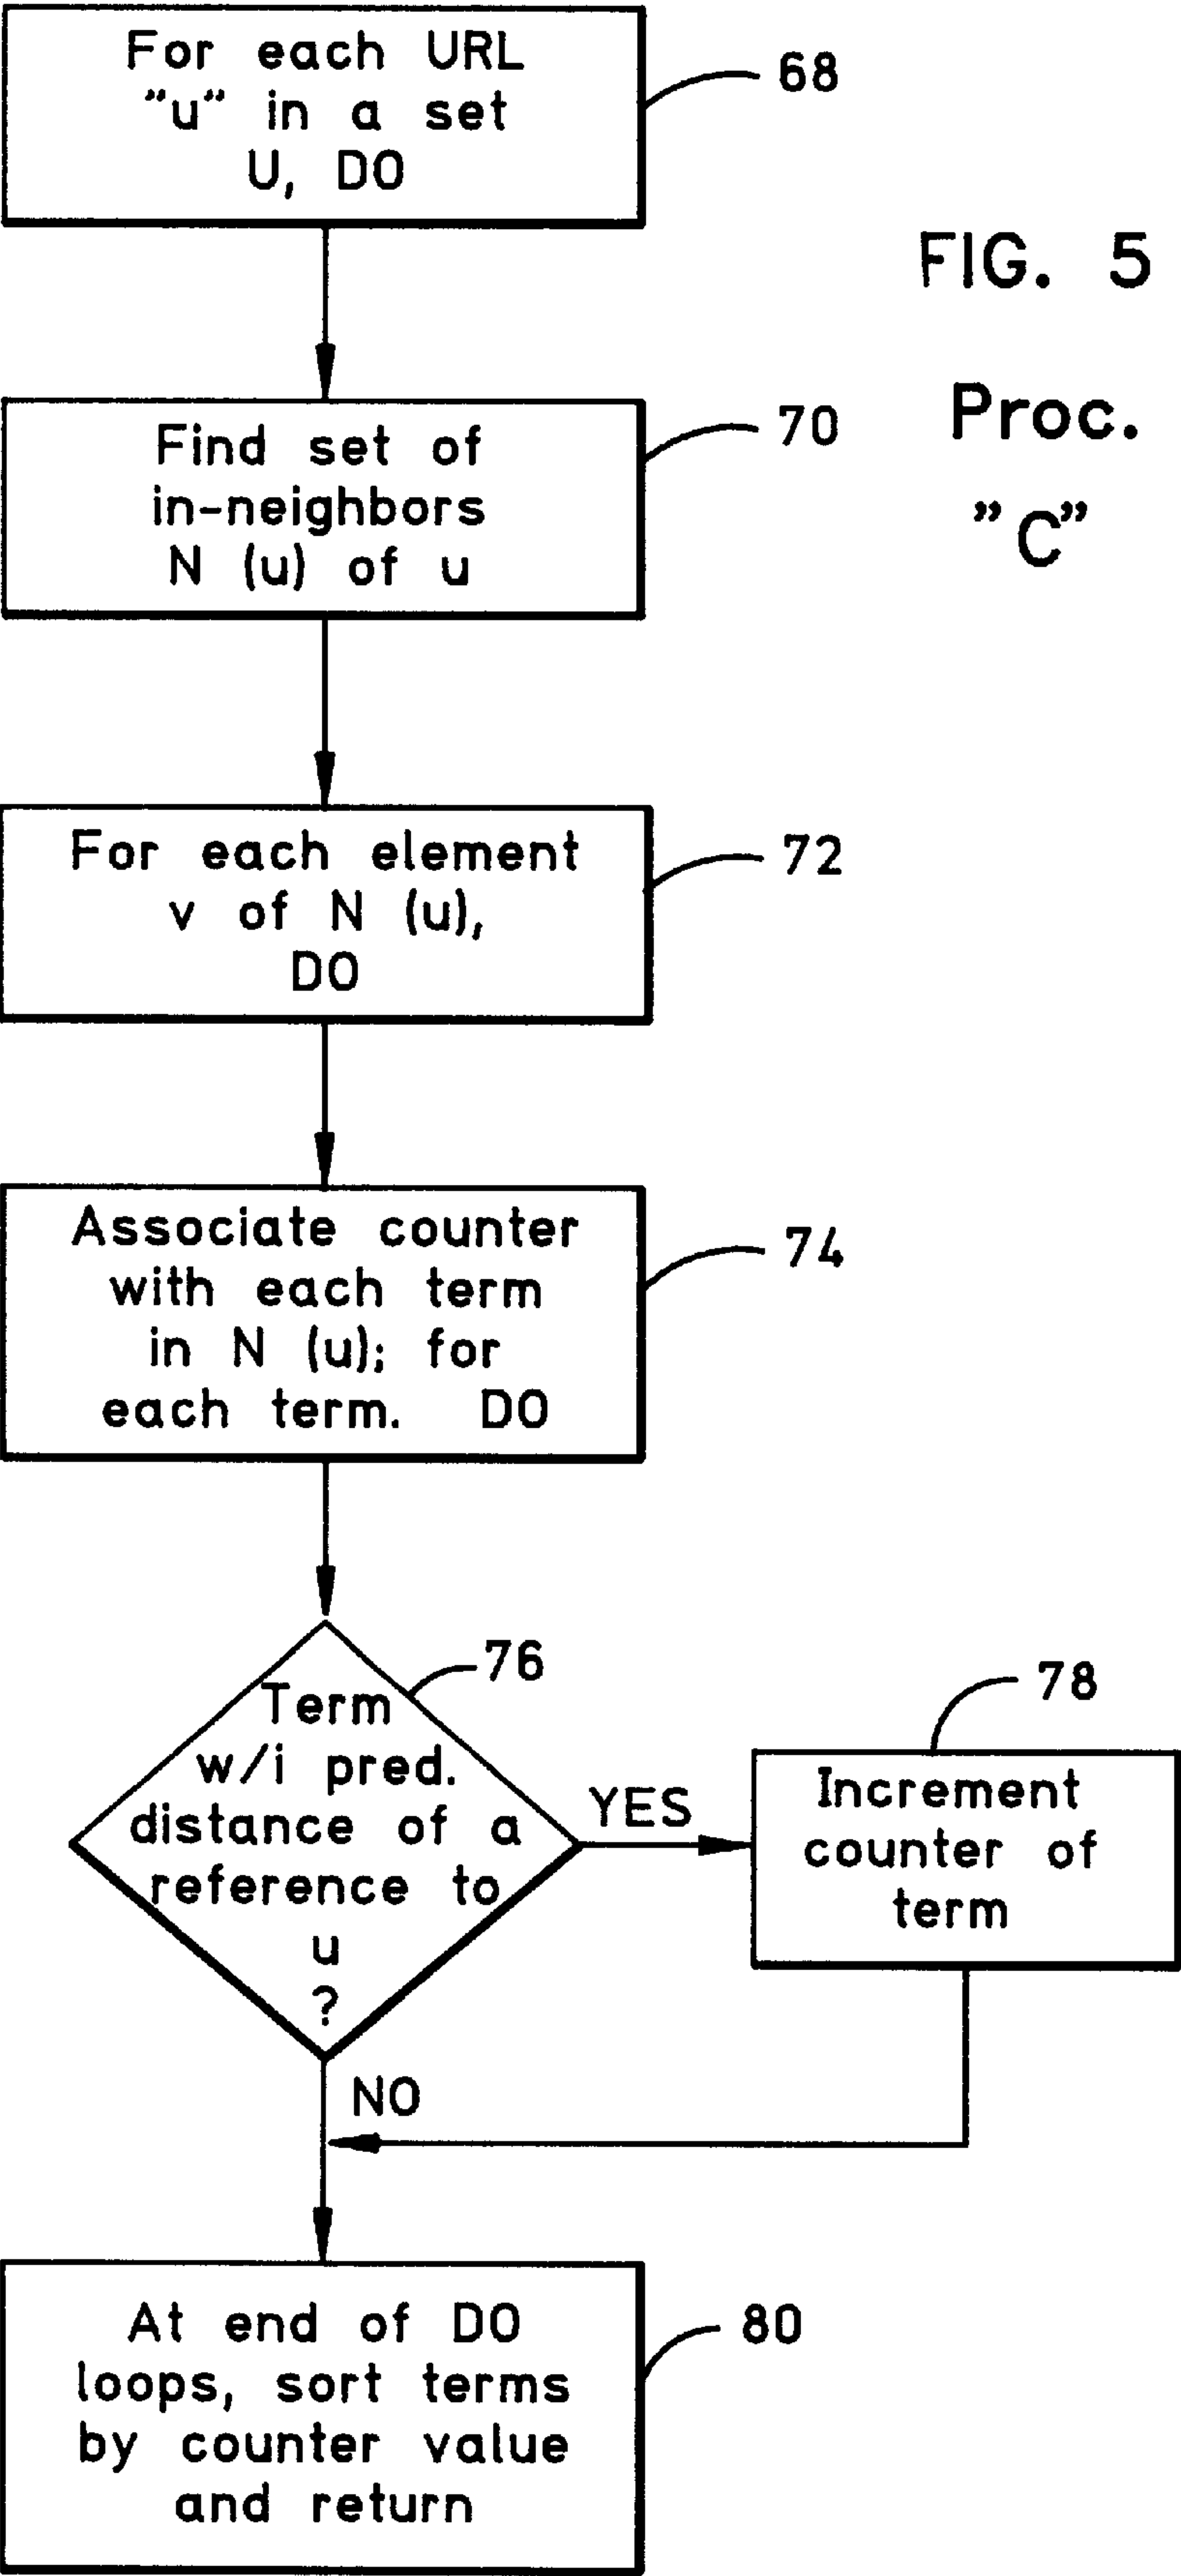 For each URL
"u" in a set
U, DO
68
FIG. 5
Proc.
"C"
Find set of
in-neighbors
N (u) of u
70
For each element
v of N (u),
DO
72
Associate counter
with each term
in N (u); for
each term. DO
74
Term
w/i pred.
distance of a
reference to
u
?
76
YES
Increment
counter of
term
78
NO
At end of DO
loops, sort terms
by counter value
and return
80